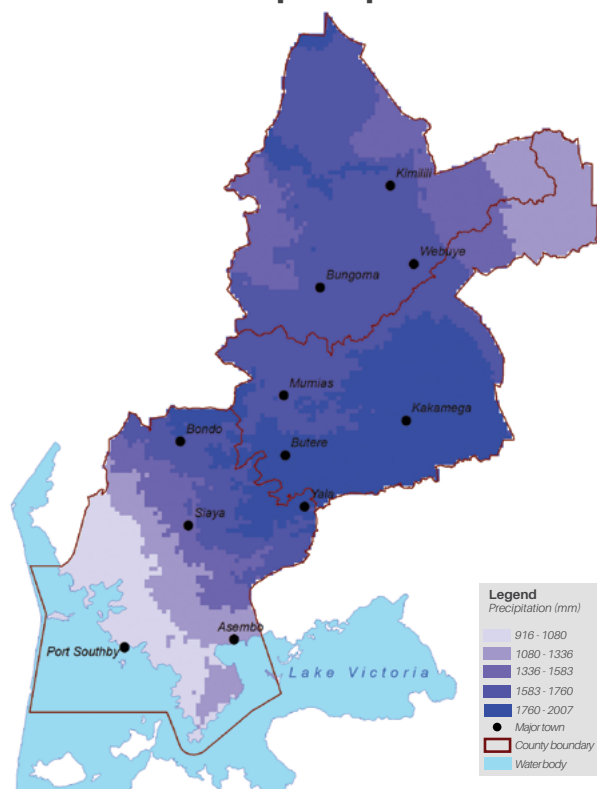 Kimilili
Webuye
Bungoma
Mumias
Kakamega
Bondo
Butere
Yala
Siaya
Asembo
Port Southby
Lake Victoria
Legend
Precipitation (mm)
916 - 1080
1080 - 1336
1336 - 1583
1583 - 1760
1760 - 2007
Major town
County boundary
Waterbody